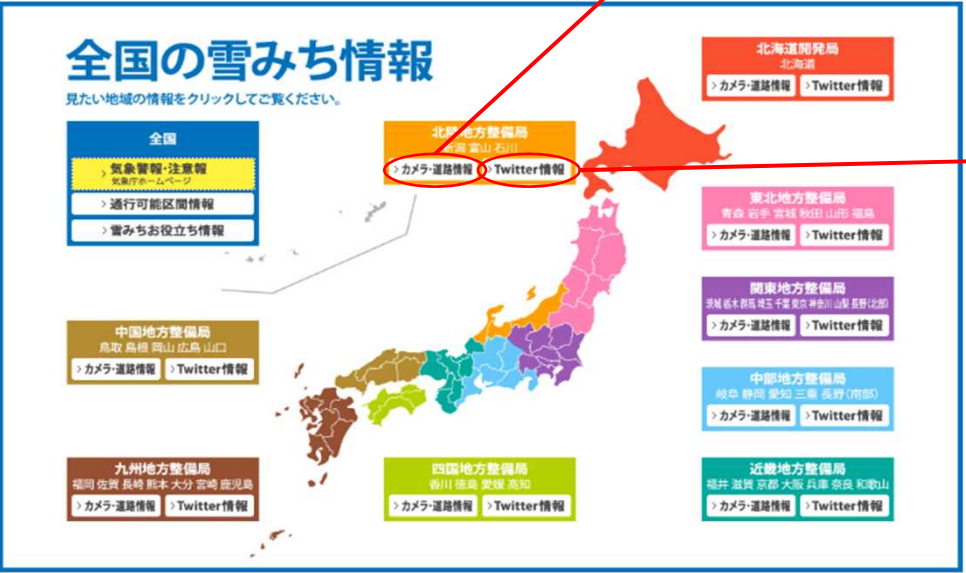 全国の雪みち情報
見たい地域の情報をクリックしてご覧ください。
全国
›気象警報・注意報
気象庁ホームページ
›通行可能区間情報
›雪みちお役立ち情報
北陸地方整備局
新潟 富山 石川
›カメラ・道路情報 ›Twitter情報
北海道開発局
北海道
›カメラ・道路情報 ›Twitter情報
東北地方整備局
青森 岩手 宮城 秋田 山形 福島
›カメラ・道路情報 ›Twitter情報
関東地方整備局
茨城 栃木 群馬 埼玉 千葉 東京 神奈川 山梨 長野(北部)
›カメラ・道路情報 ›Twitter情報
中部地方整備局
岐阜 静岡 愛知 三重 長野(南部)
›カメラ・道路情報 ›Twitter情報
中国地方整備局
鳥取 島根 岡山 広島 山口
›カメラ・道路情報 ›Twitter情報
九州地方整備局
福岡 佐賀 長崎 熊本 大分 宮崎 鹿児島
›カメラ・道路情報 ›Twitter情報
四国地方整備局
香川 徳島 愛媛 高知
›カメラ・道路情報 ›Twitter情報
近畿地方整備局
福井 滋賀 京都 大阪 兵庫 奈良 和歌山
›カメラ・道路情報 ›Twitter情報